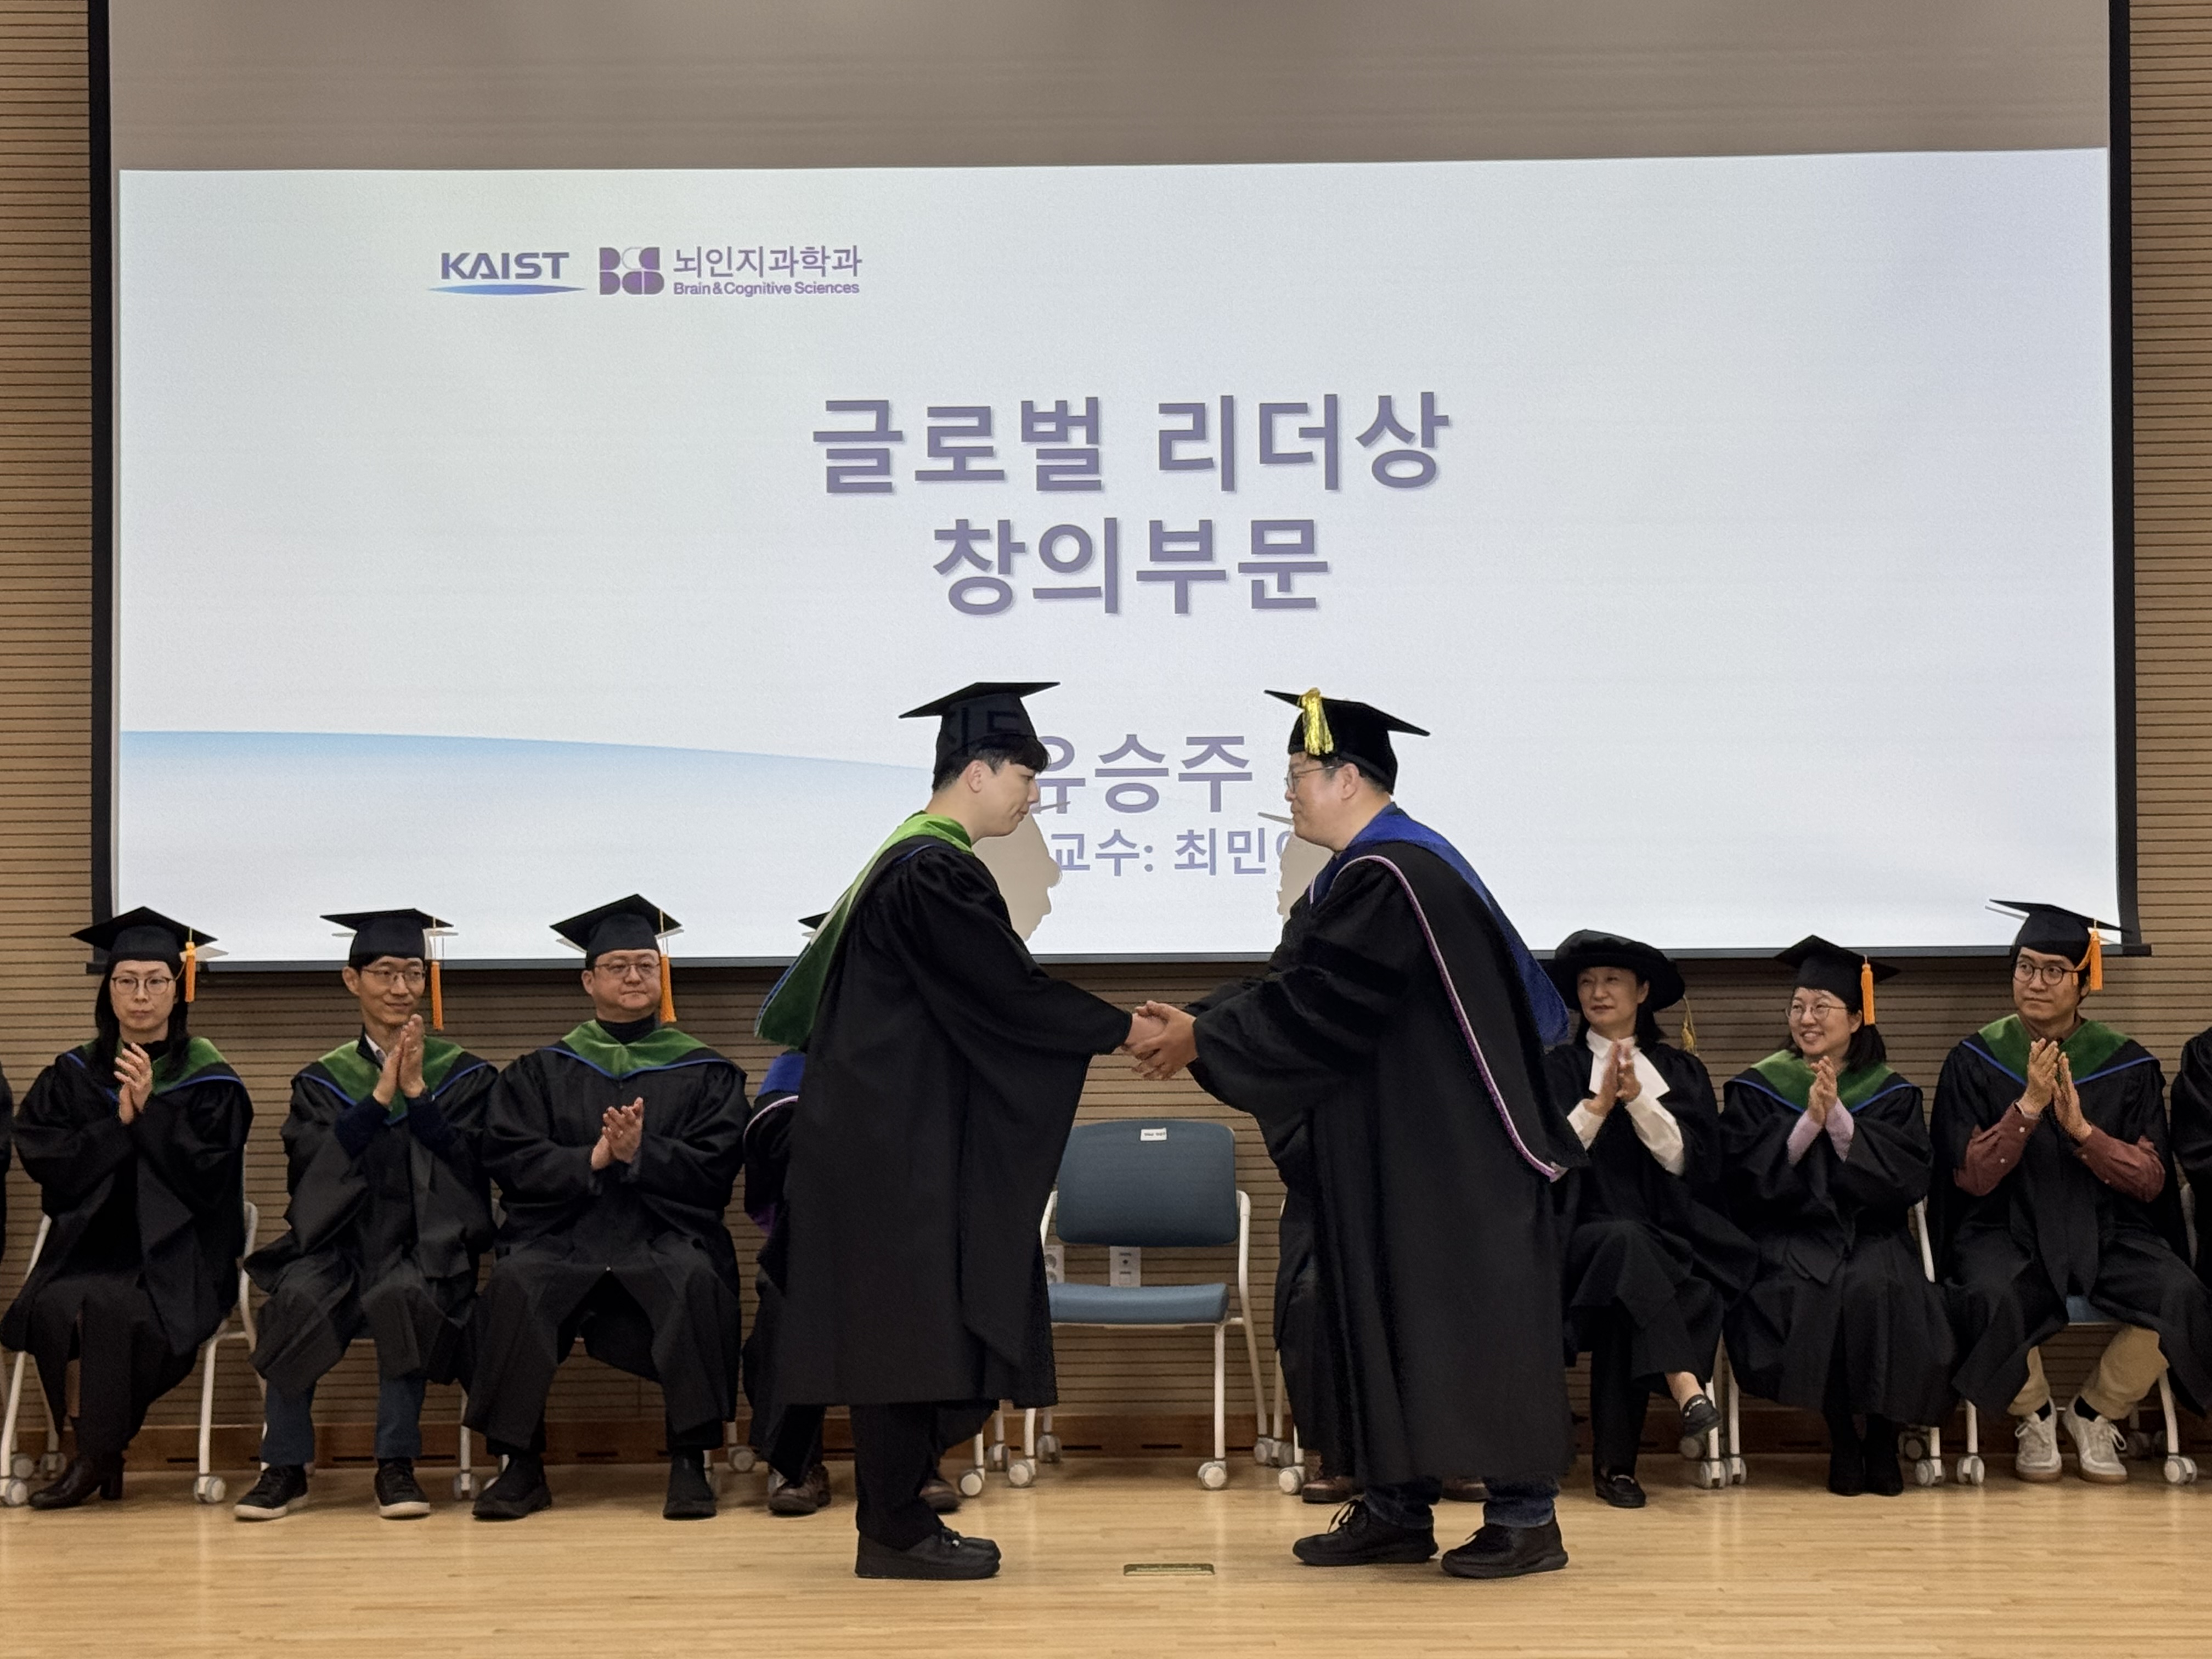 KAIST 뇌인지과학과
Brain & Cognitive Sciences
글로벌 리더상
창의부문
유승주
교수: 최민